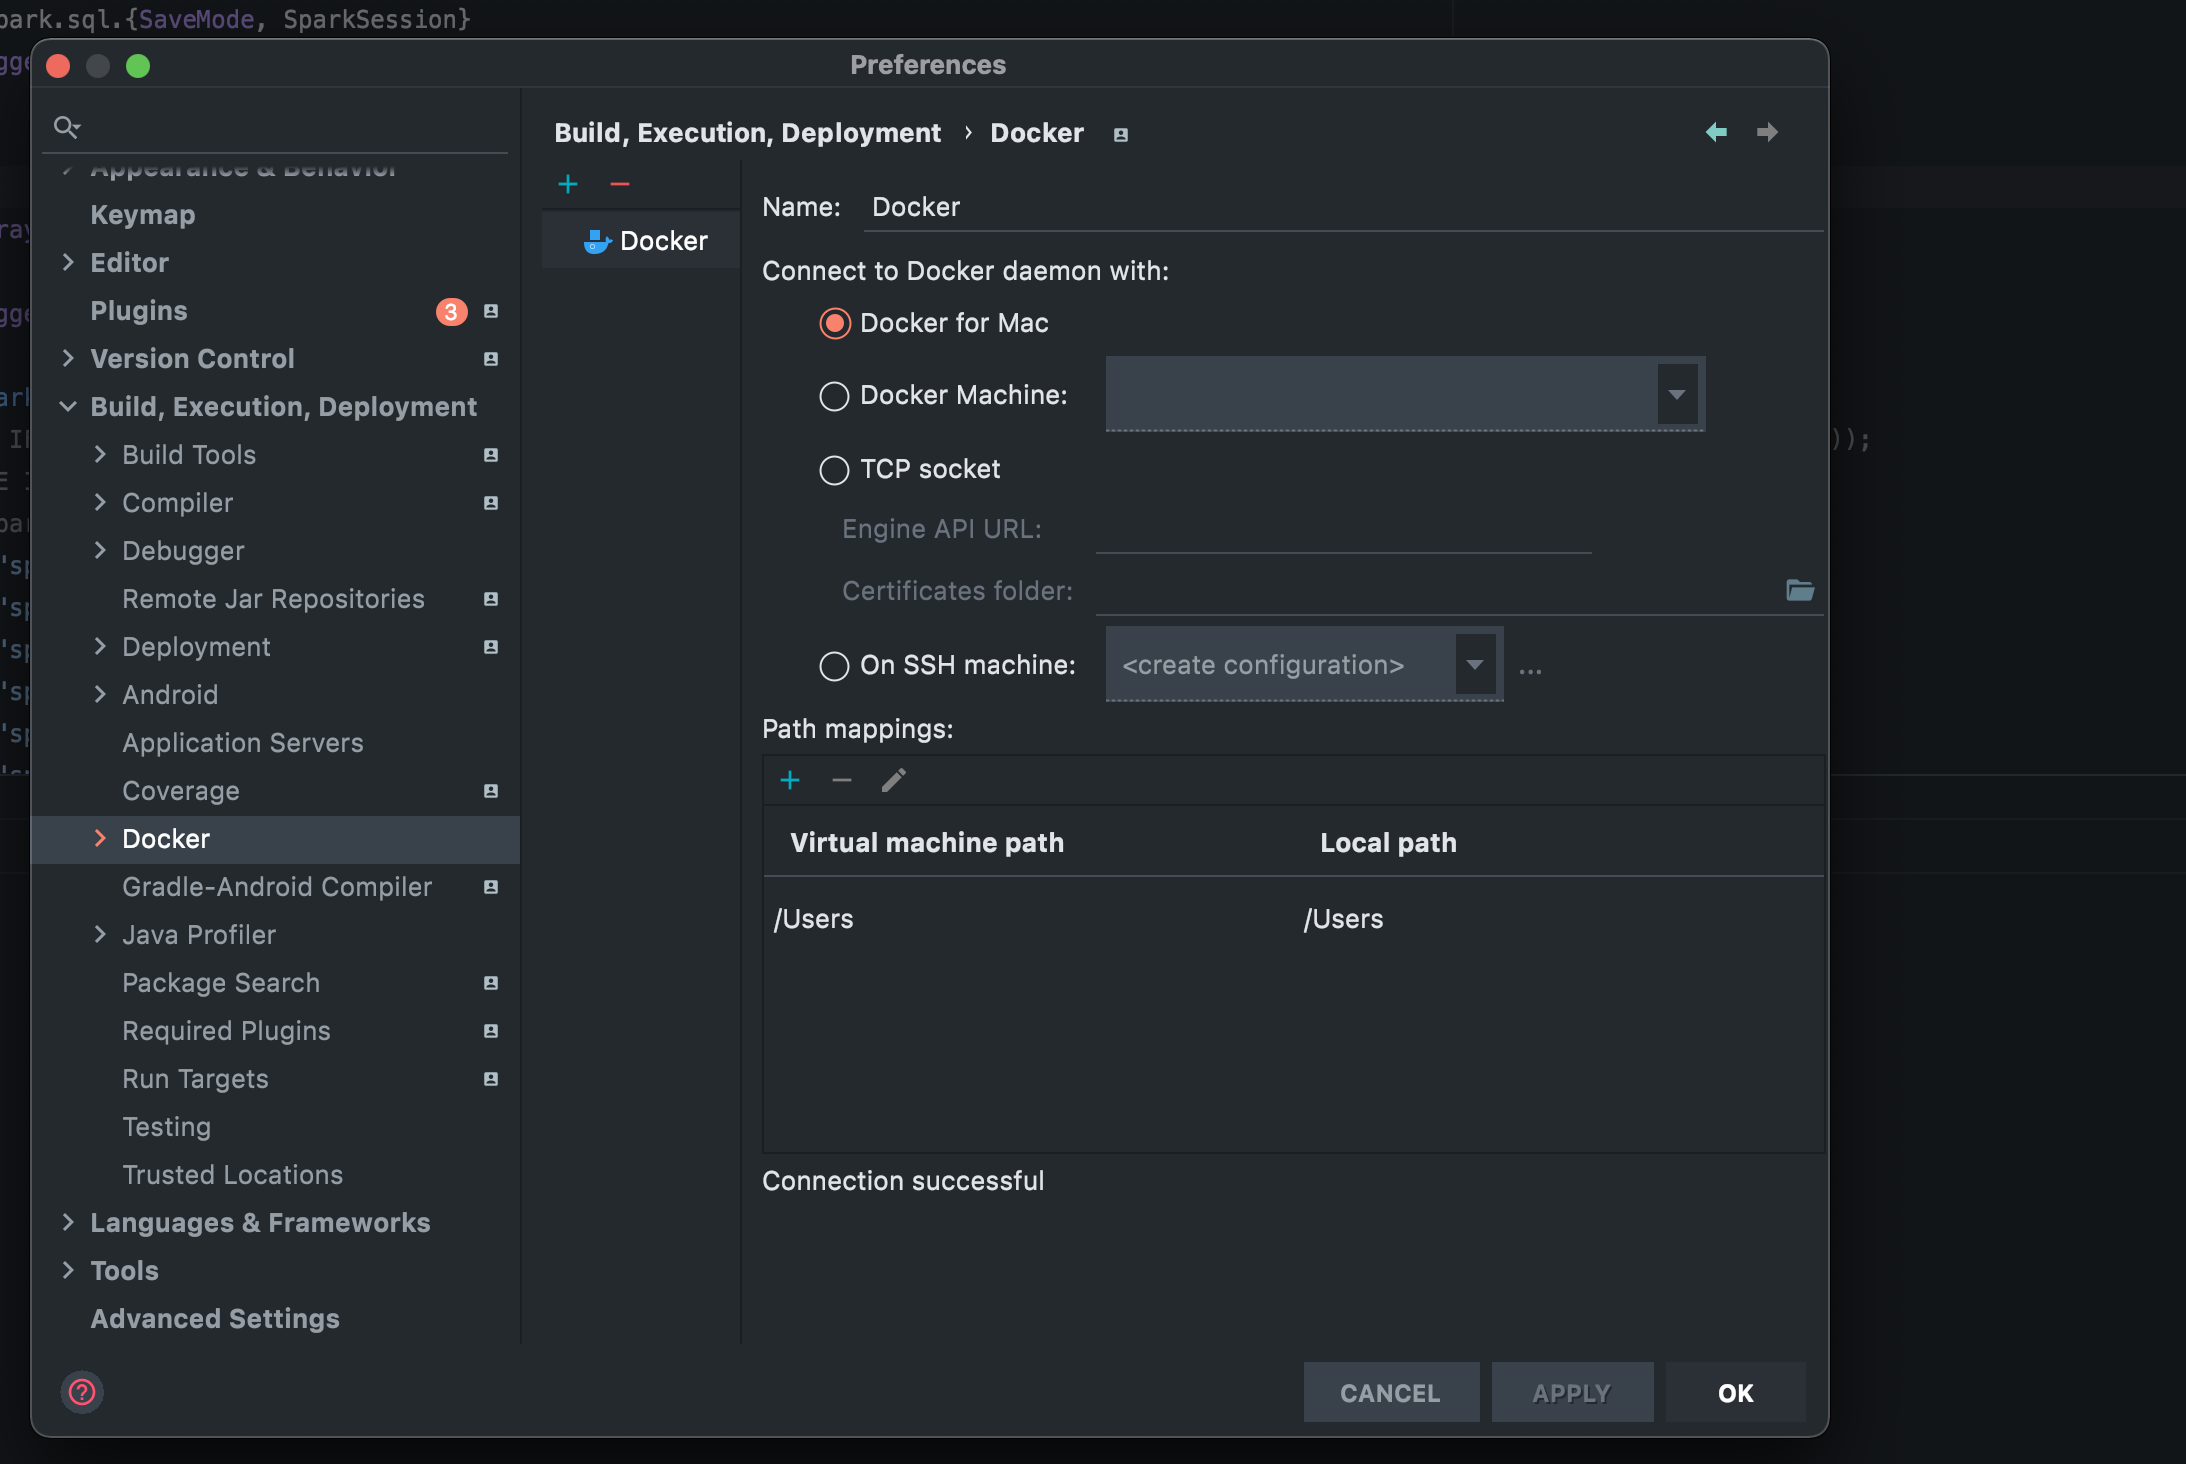 park.sql.{SaveMode, SparkSession}
Preferences
Build, Execution, Deployment › Docker
Appearance & Behavior
Keymap
Editor
Plugins 3
Version Control
Build, Execution, Deployment
Build Tools
Compiler
Debugger
Remote Jar Repositories
Deployment
Android
Application Servers
Coverage
Docker
Gradle-Android Compiler
Java Profiler
Package Search
Required Plugins
Run Targets
Testing
Trusted Locations
Languages & Frameworks
Tools
Advanced Settings
Docker
Name: Docker
Connect to Docker daemon with:
Docker for Mac
Docker Machine:
TCP socket
Engine API URL:
Certificates folder:
On SSH machine: <create configuration> ...
Path mappings:
Virtual machine path Local path
/Users /Users
Connection successful
?
CANCEL APPLY OK
));